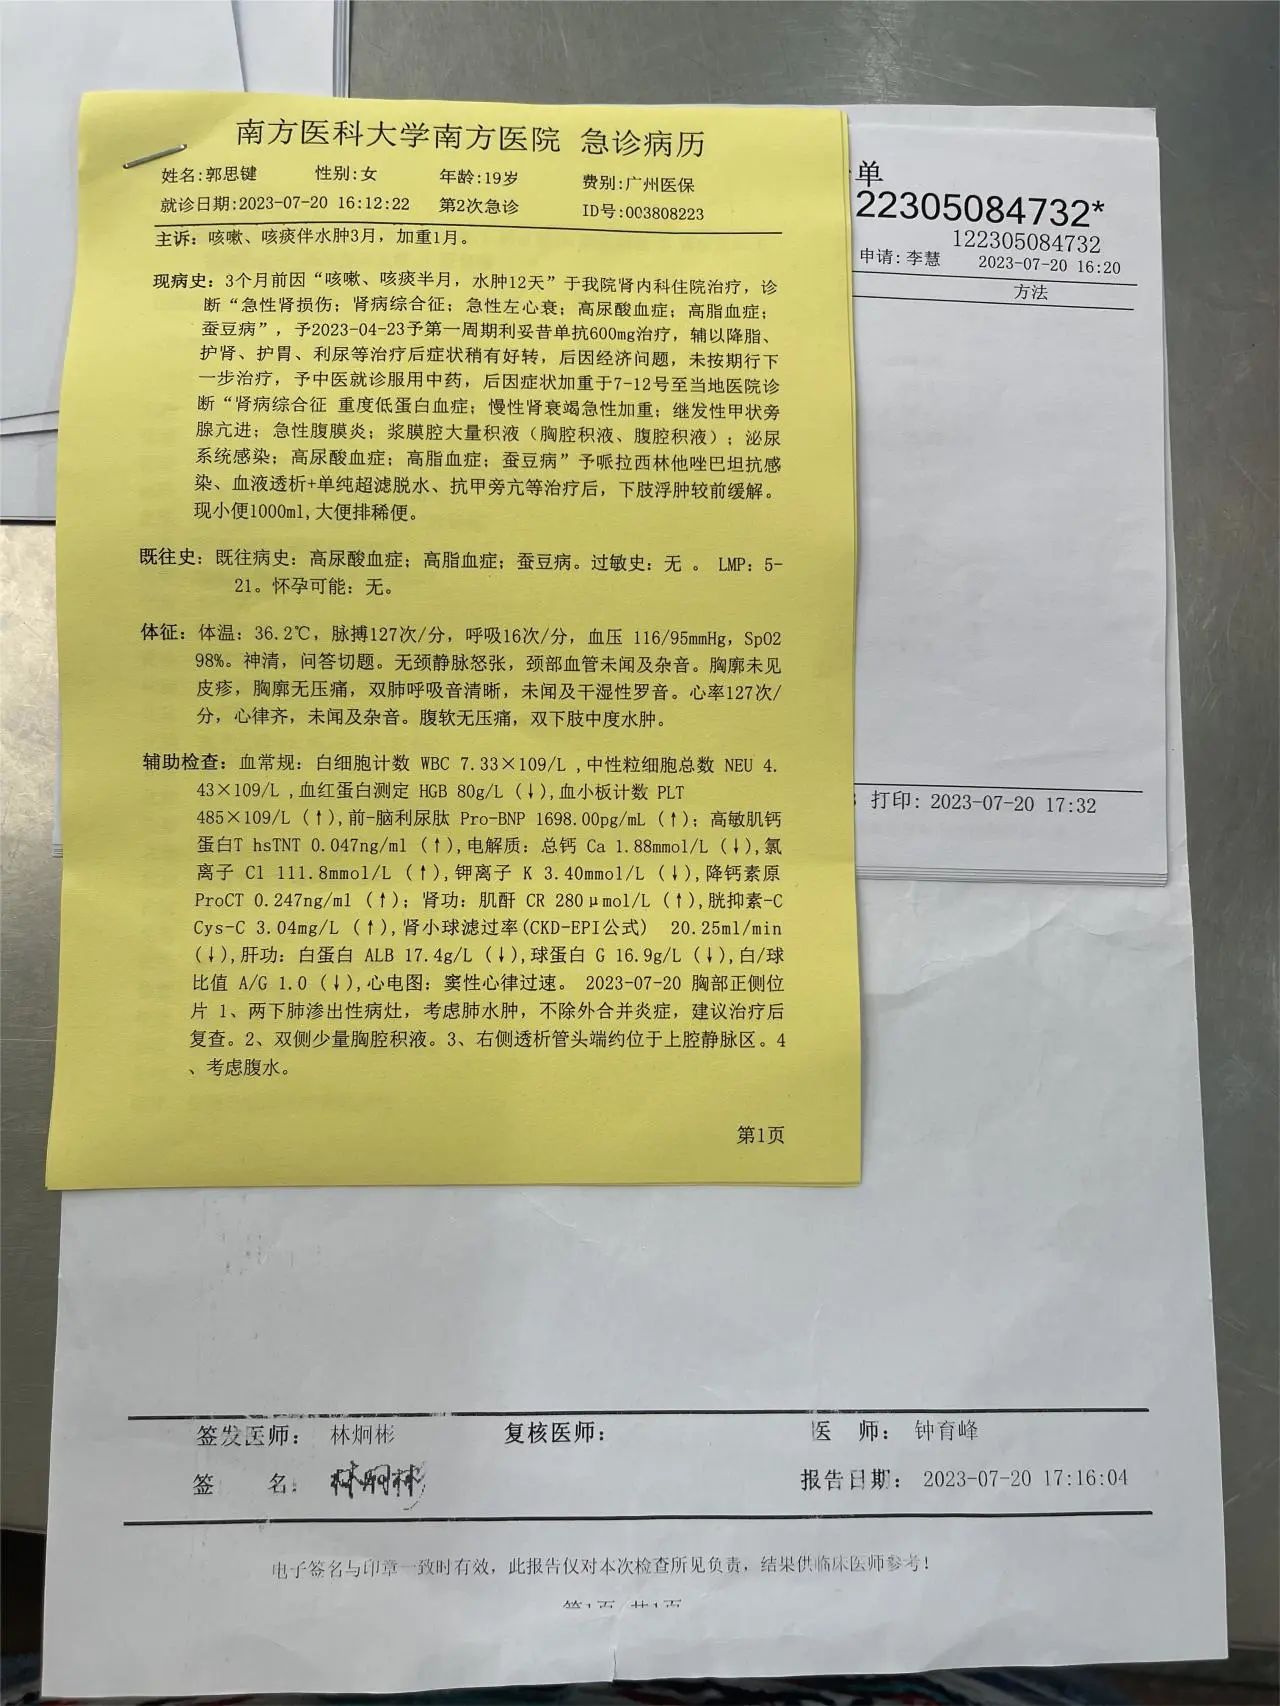 南方医科大学南方医院 急诊病历
姓名:郭思键 性别:女 年龄:19岁 费别:广州医保
就诊日期:2023-07-20 16:12:22 第2次急诊 ID号:003808223
主诉: 咳嗽、咳痰伴水肿3月，加重1月。
现病史: 3个月前因“咳嗽、咳痰半月，水肿12天”于我院肾内科住院治疗，诊
断“急性肾损伤；肾病综合征；急性左心衰；高尿酸血症；高脂血症；
蚕豆病”，予2023-04-23予第一周期利妥昔单抗600mg治疗，辅以降脂、
护肾、护胃、利尿等治疗后症状稍有好转，后因经济问题，未按期行下
一步治疗，予中医就诊服用中药，后因症状加重于7-12号至当地医院诊
断“肾病综合征 重度低蛋白血症；慢性肾衰竭急性加重；继发性甲状旁
腺亢进；急性腹膜炎；浆膜腔大量积液（胸腔积液、腹腔积液）；泌尿
系统感染；高尿酸血症；高脂血症；蚕豆病”予哌拉西林他唑巴坦抗感
染、血液透析+单纯超滤脱水、抗甲旁亢等治疗后，下肢浮肿较前缓解。
现小便1000ml,大便排稀便。
既往史: 既往病史: 高尿酸血症；高脂血症；蚕豆病。过敏史: 无 。 LMP: 5-
21。怀孕可能: 无。
体征: 体温: 36.2℃，脉搏127次/分，呼吸16次/分，血压 116/95mmHg，SpO2
98%。神清，问答切题。无颈静脉怒张，颈部血管未闻及杂音。胸廓未见
皮疹，胸廓无压痛，双肺呼吸音清晰，未闻及干湿性罗音。心率127次/
分，心律齐，未闻及杂音。腹软无压痛，双下肢中度水肿。
辅助检查: 血常规: 白细胞计数 WBC 7.33×109/L ,中性粒细胞总数 NEU 4.
43×109/L ,血红蛋白测定 HGB 80g/L (↓),血小板计数 PLT
485×109/L (↑),前-脑利尿肽 Pro-BNP 1698.00pg/mL (↑); 高敏肌钙
蛋白T hsTNT 0.047ng/ml (↑),电解质: 总钙 Ca 1.88mmol/L (↓),氯
离子 Cl 111.8mmol/L (↑),钾离子 K 3.40mmol/L (↓),降钙素原
ProCT 0.247ng/ml (↑); 肾功: 肌酐 CR 280μmol/L (↑),胱抑素-C
Cys-C 3.04mg/L (↑),肾小球滤过率(CKD-EPI公式) 20.25ml/min
(↓),肝功: 白蛋白 ALB 17.4g/L (↓),球蛋白 G 16.9g/L (↓),白/球
比值 A/G 1.0 (↓),心电图: 窦性心律过速。 2023-07-20 胸部正侧位
片 1、两下肺渗出性病灶，考虑肺水肿，不除外合并炎症，建议治疗后
复查。2、双侧少量胸腔积液。3、右侧透析管头端约位于上腔静脉区。4
、考虑腹水。
第1页
单
22305084732*
122305084732
申请: 李慧 2023-07-20 16:20
方法
打印: 2023-07-20 17:32
签发医师: 林炯彬 复核医师: 医 师: 钟育峰
签 名: 林炯彬 报告日期: 2023-07-20 17:16:04
电子签名与印章一致时有效，此报告仅对本次检查所见负责，结果供临床医师参考！
第1页 共1页